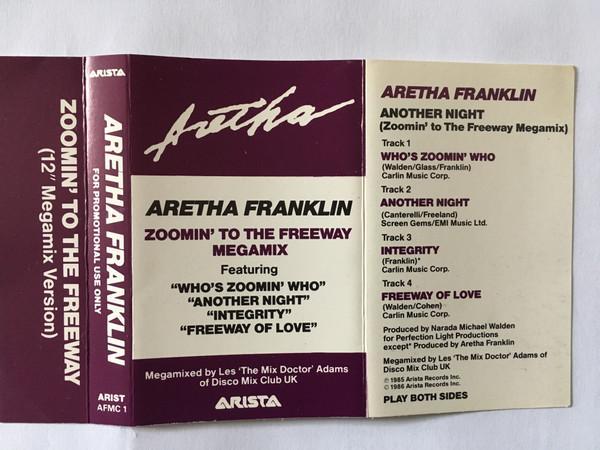 ZOOMIN' TO THE FREEWAY
(12" Megamix Version)
ARISTA
ARETHA FRANKLIN
FOR PROMOTIONAL USE ONLY
ARIST
AFMC 1
Aretha
ARETHA FRANKLIN
ZOOMIN' TO THE FREEWAY
MEGAMIX
Featuring
"WHO'S ZOOMIN' WHO"
"ANOTHER NIGHT"
"INTEGRITY"
"FREEWAY OF LOVE"
Megamixed by Les 'The Mix Doctor' Adams
of Disco Mix Club UK
ARISTA
ARETHA FRANKLIN
ANOTHER NIGHT
(Zoomin' to The Freeway Megamix)
Track 1
WHO'S ZOOMIN' WHO
(Walden/Glass/Franklin)
Carlin Music Corp.
Track 2
ANOTHER NIGHT
(Canterelli/Freeland)
Screen Gems/EMI Music Ltd.
Track 3
INTEGRITY
(Franklin)*
Carlin Music Corp.
Track 4
FREEWAY OF LOVE
(Walden/Cohen)
Carlin Music Corp.
Produced by Narada Michael Walden
for Perfection Light Productions
except* Produced by Aretha Franklin
Megamixed by Les 'The Mix Doctor' Adams of
Disco Mix Club UK
℗ 1985 Arista Records Inc.
© 1986 Arista Records Inc.
PLAY BOTH SIDES